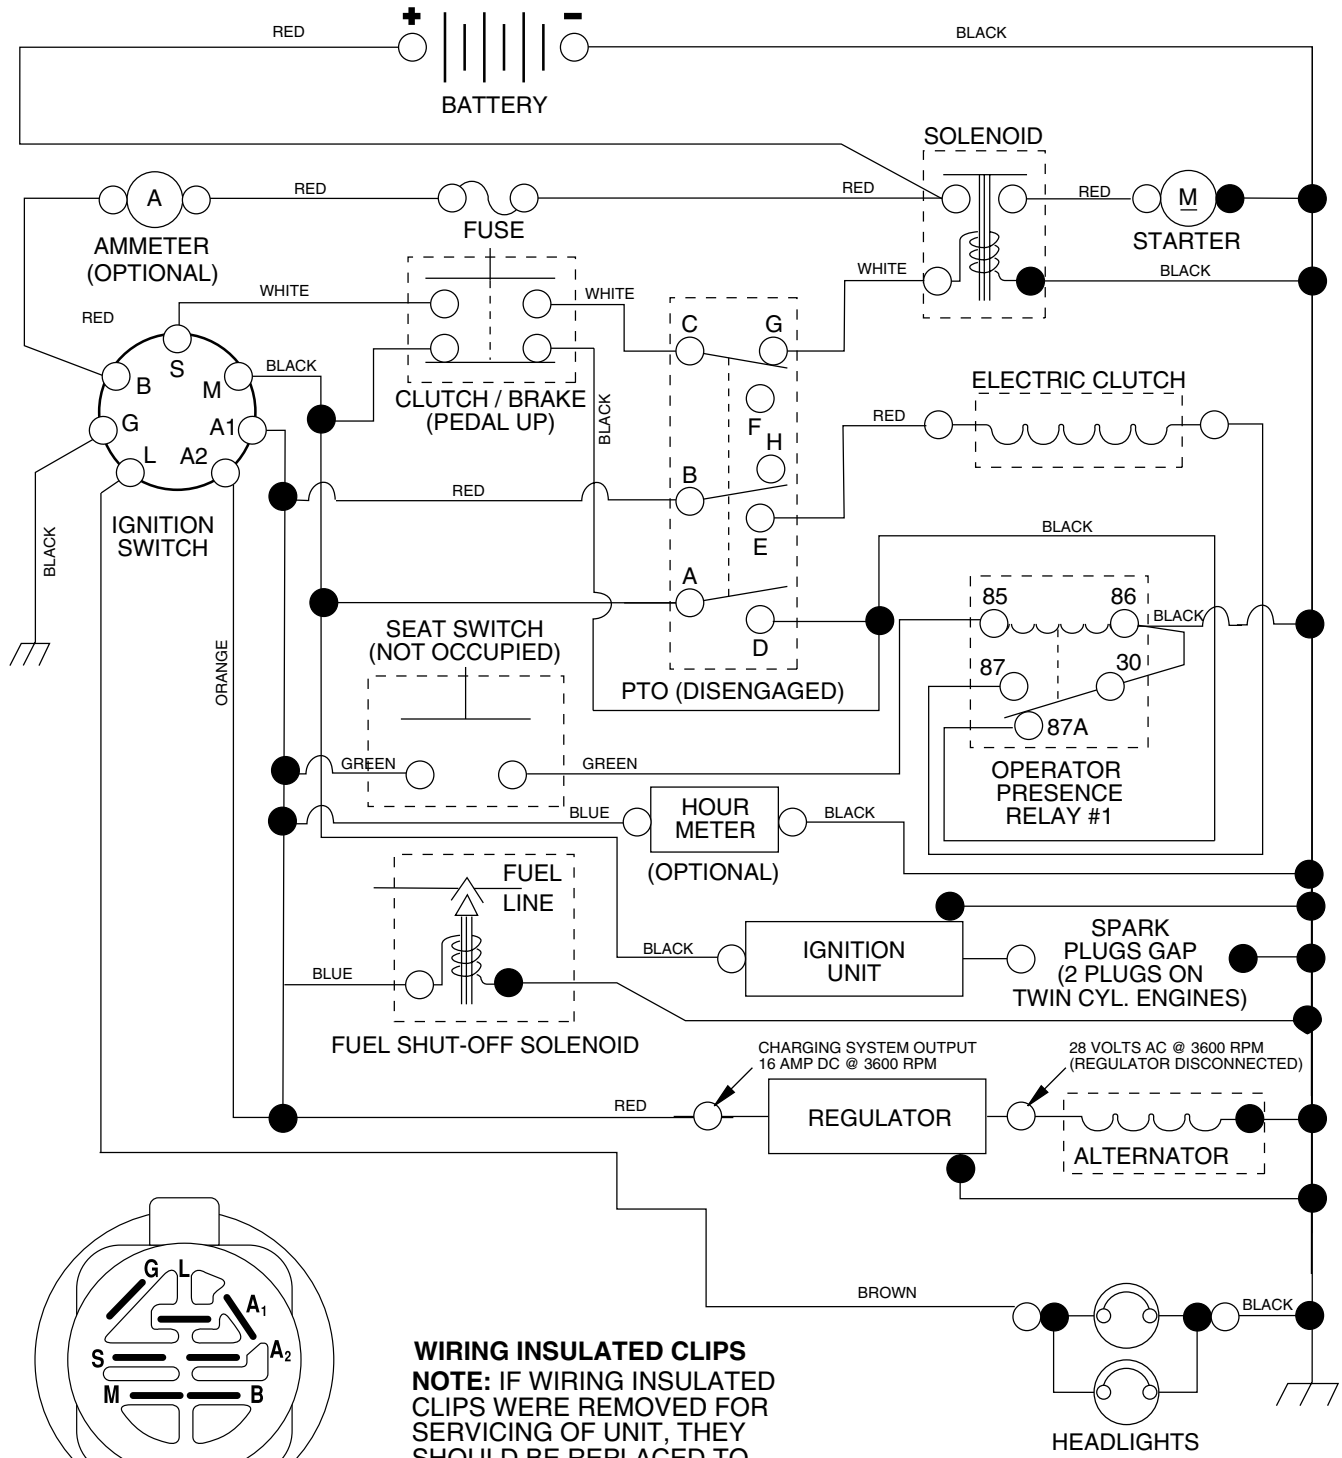 RED
+
-
BLACK
BATTERY
SOLENOID
A
RED
RED
RED
M
FUSE
STARTER
AMMETER
(OPTIONAL)
WHITE
BLACK
WHITE
WHITE
RED
S
B
M
BLACK
G
A1
L
A2
CLUTCH / BRAKE
(PEDAL UP)
BLACK
C
G
F
H
B
E
A
D
ELECTRIC CLUTCH
RED
RED
IGNITION
SWITCH
BLACK
BLACK
ORANGE
SEAT SWITCH
(NOT OCCUPIED)
PTO (DISENGAGED)
85
86
BLACK
87
30
87A
OPERATOR
PRESENCE
RELAY #1
GREEN
GREEN
BLUE
HOUR
METER
BLACK
(OPTIONAL)
FUEL
LINE
BLACK
IGNITION
UNIT
SPARK
PLUGS GAP
(2 PLUGS ON
TWIN CYL. ENGINES)
BLUE
FUEL SHUT-OFF SOLENOID
CHARGING SYSTEM OUTPUT
16 AMP DC @ 3600 RPM
28 VOLTS AC @ 3600 RPM
(REGULATOR DISCONNECTED)
RED
REGULATOR
ALTERNATOR
G
L
A1
S
A2
M
B
BROWN
BLACK
HEADLIGHTS
WIRING INSULATED CLIPS
NOTE: IF WIRING INSULATED
CLIPS WERE REMOVED FOR
SERVICING OF UNIT, THEY
SHOULD BE REPLACED TO